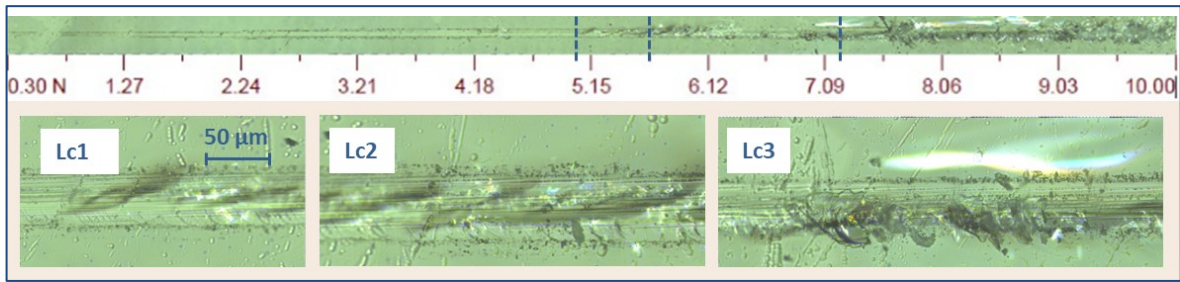 0.30 N 1.27 2.24 3.21 4.18 5.15 6.12 7.09 8.06 9.03 10.00
Lc1 50 µm Lc2 Lc3